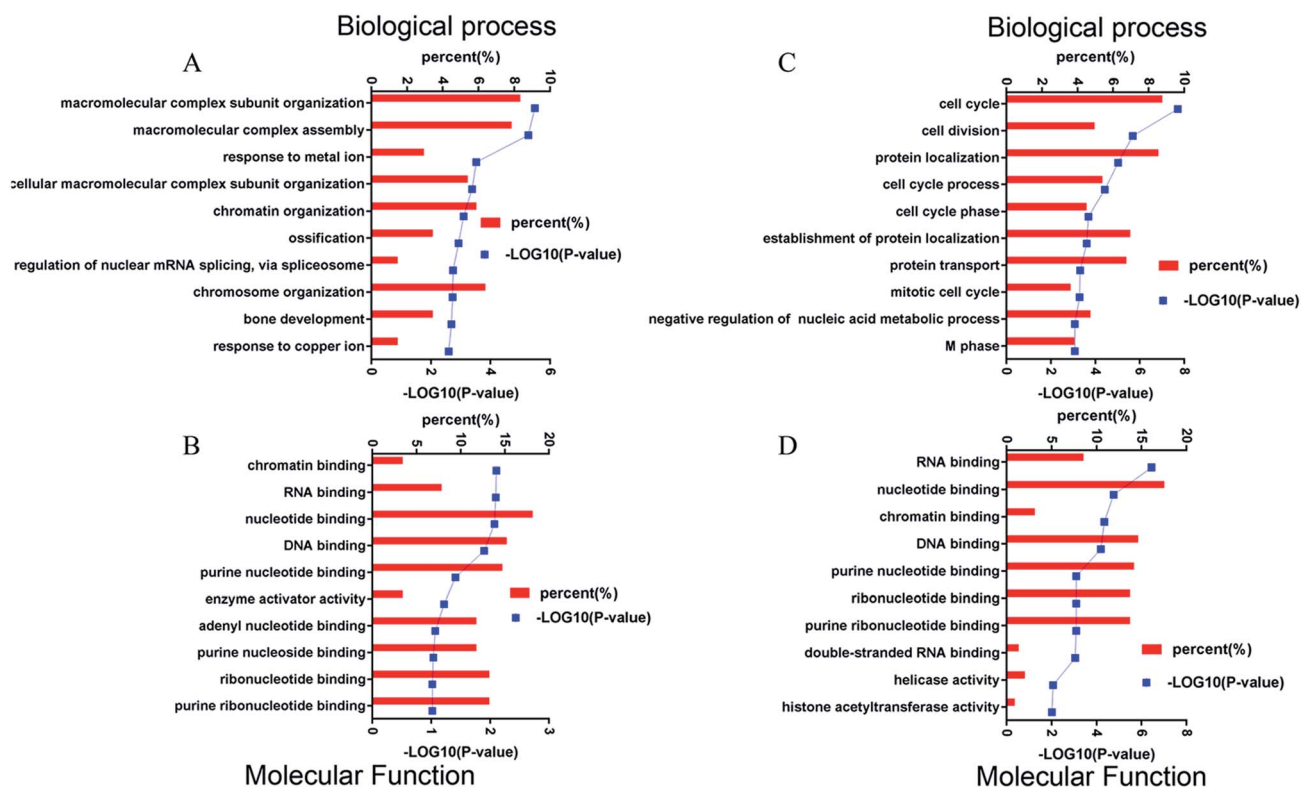 Biological process
A
percent(%)
0 2 4 6 8 10
macromolecular complex subunit organization
macromolecular complex assembly
response to metal ion
cellular macromolecular complex subunit organization
chromatin organization
ossification
regulation of nuclear mRNA splicing, via spliceosome
chromosome organization
bone development
response to copper ion
percent(%)
-LOG10(P-value)
0 2 4 6
-LOG10(P-value)
B
percent(%)
0 5 10 15 20
chromatin binding
RNA binding
nucleotide binding
DNA binding
purine nucleotide binding
enzyme activator activity
adenyl nucleotide binding
purine nucleoside binding
ribonucleotide binding
purine ribonucleotide binding
percent(%)
-LOG10(P-value)
0 1 2 3
-LOG10(P-value)
Molecular Function
Biological process
C
percent(%)
0 2 4 6 8 10
cell cycle
cell division
protein localization
cell cycle process
cell cycle phase
establishment of protein localization
protein transport
mitotic cell cycle
negative regulation of nucleic acid metabolic process
M phase
percent(%)
-LOG10(P-value)
0 2 4 6 8
-LOG10(P-value)
D
percent(%)
0 5 10 15 20
RNA binding
nucleotide binding
chromatin binding
DNA binding
purine nucleotide binding
ribonucleotide binding
purine ribonucleotide binding
double-stranded RNA binding
helicase activity
histone acetyltransferase activity
percent(%)
-LOG10(P-value)
0 2 4 6 8
-LOG10(P-value)
Molecular Function